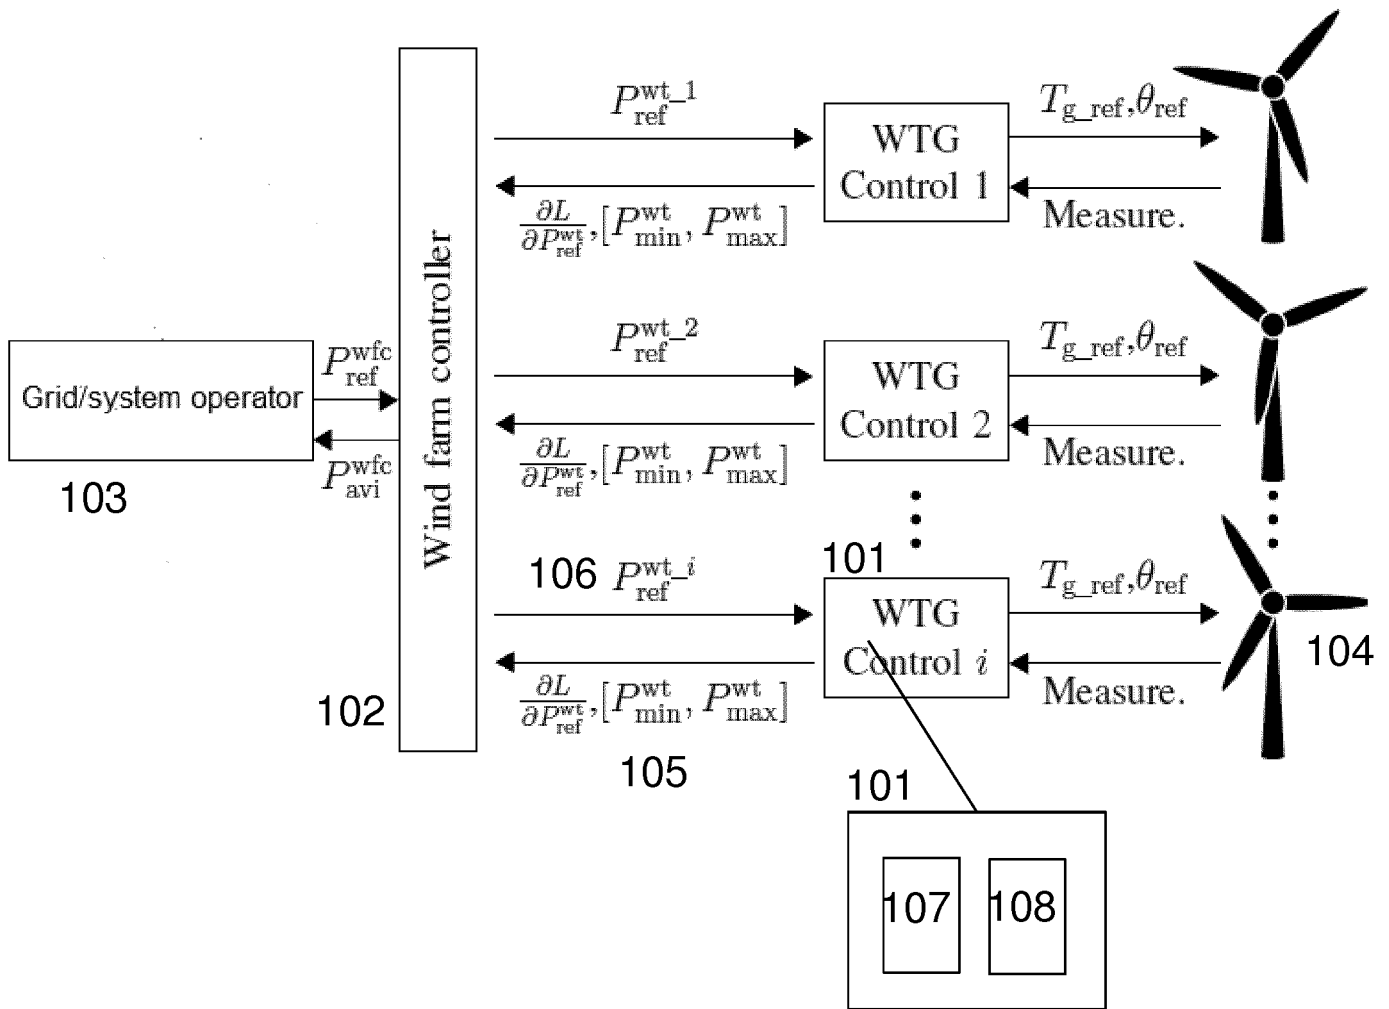 P_ref^wt_1
T_g_ref,θ_ref
WTG
Control 1
∂L/∂P_ref^wt,[P_min^wt, P_max^wt]
Measure.
Wind farm controller
P_ref^wt_2
T_g_ref,θ_ref
P_ref^wfc
Grid/system operator
WTG
Control 2
P_avi^wfc
∂L/∂P_ref^wt,[P_min^wt, P_max^wt]
Measure.
103
106 P_ref^wt_i
101
T_g_ref,θ_ref
WTG
Control i
104
102
∂L/∂P_ref^wt,[P_min^wt, P_max^wt]
Measure.
105
101
107
108